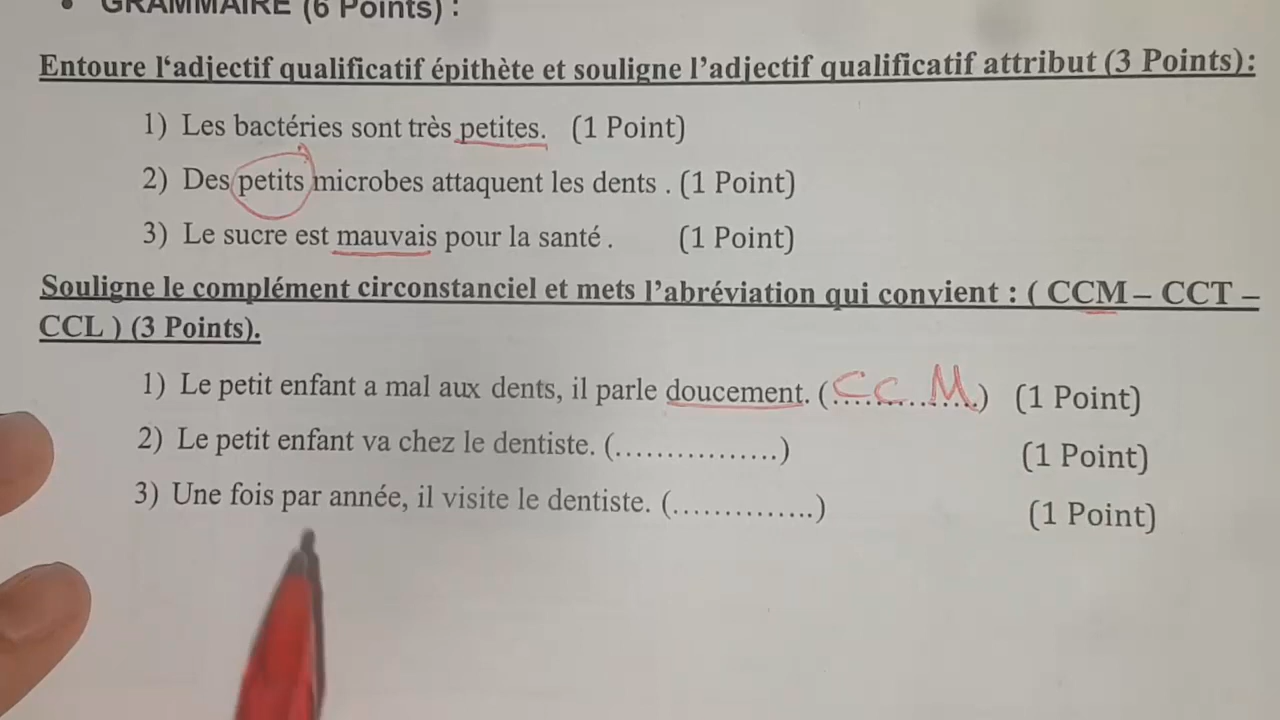 • GRAMMAIRE (6 Points) :
Entoure l‘adjectif qualificatif épithète et souligne l’adjectif qualificatif attribut (3 Points):
1) Les bactéries sont très petites. (1 Point)
2) Des petits microbes attaquent les dents . (1 Point)
3) Le sucre est mauvais pour la santé . (1 Point)
Souligne le complément circonstanciel et mets l’abréviation qui convient : ( CCM – CCT –
CCL ) (3 Points).
1) Le petit enfant a mal aux dents, il parle doucement. (CCM) (1 Point)
2) Le petit enfant va chez le dentiste. (................) (1 Point)
3) Une fois par année, il visite le dentiste. (..............) (1 Point)